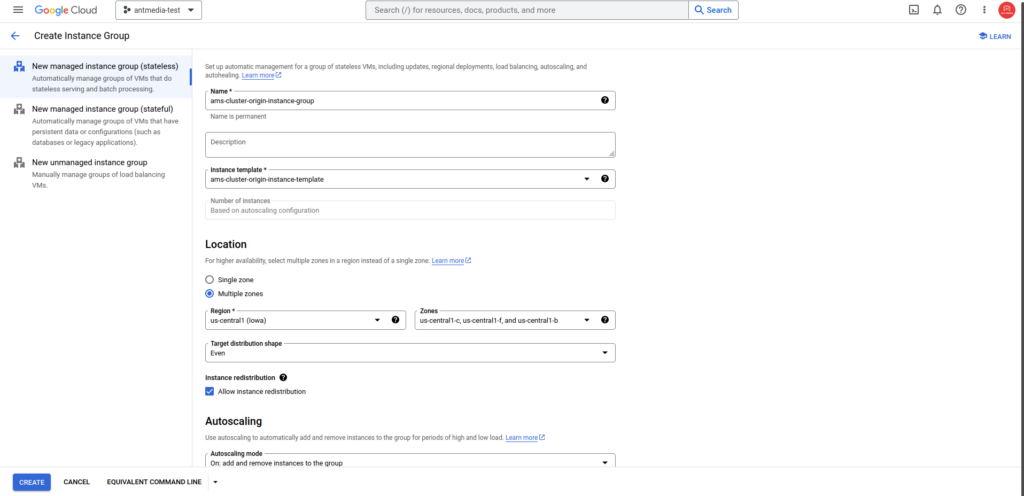 Google Cloud
antmedia-test
Search (/) for resources, docs, products, and more
Search
Create Instance Group
LEARN
New managed instance group (stateless)
Automatically manage groups of VMs that do
stateless serving and batch processing.
New managed instance group (stateful)
Automatically manage groups of VMs that have
persistent data or configurations (such as
databases or legacy applications).
New unmanaged instance group
Manually manage groups of load balancing
VMs.
Set up automatic management for a group of stateless VMs, including updates, regional deployments, load balancing, autoscaling, and
autohealing. Learn more
Name *
ams-cluster-origin-instance-group
Name is permanent
Description
Instance template *
ams-cluster-origin-instance-template
Number of instances
Based on autoscaling configuration
Location
For higher availability, select multiple zones in a region instead of a single zone. Learn more
Single zone
Multiple zones
Region *
us-central1 (Iowa)
Zones
us-central1-c, us-central1-f, and us-central1-b
Target distribution shape
Even
Instance redistribution
Allow instance redistribution
Autoscaling
Use autoscaling to automatically add and remove instances to the group for periods of high and low load. Learn more
Autoscaling mode
On: add and remove instances to the group
CREATE
CANCEL
EQUIVALENT COMMAND LINE